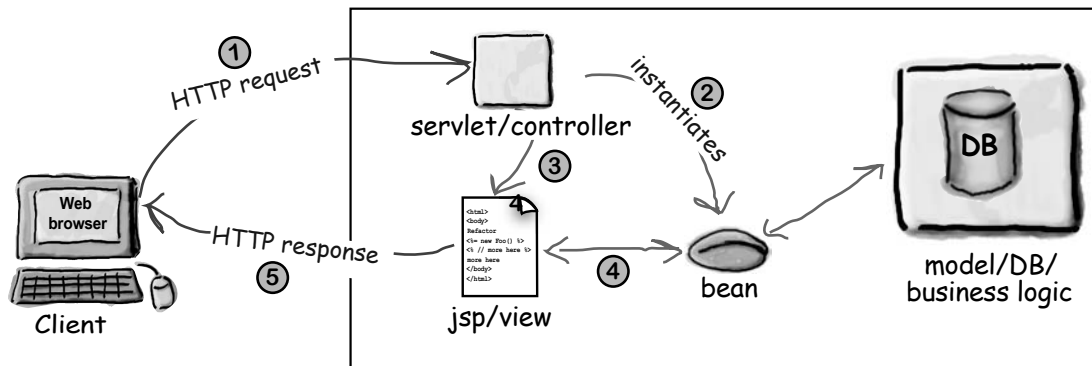 1
HTTP request
servlet/controller
instantiates
2
3
DB
Web
browser
Client
HTTP response
5
4
<html>
<body>
Refactor
<%= new Foo() %>
<% // more here %>
more here
</body>
</html>
jsp/view
4
bean
model/DB/
business logic